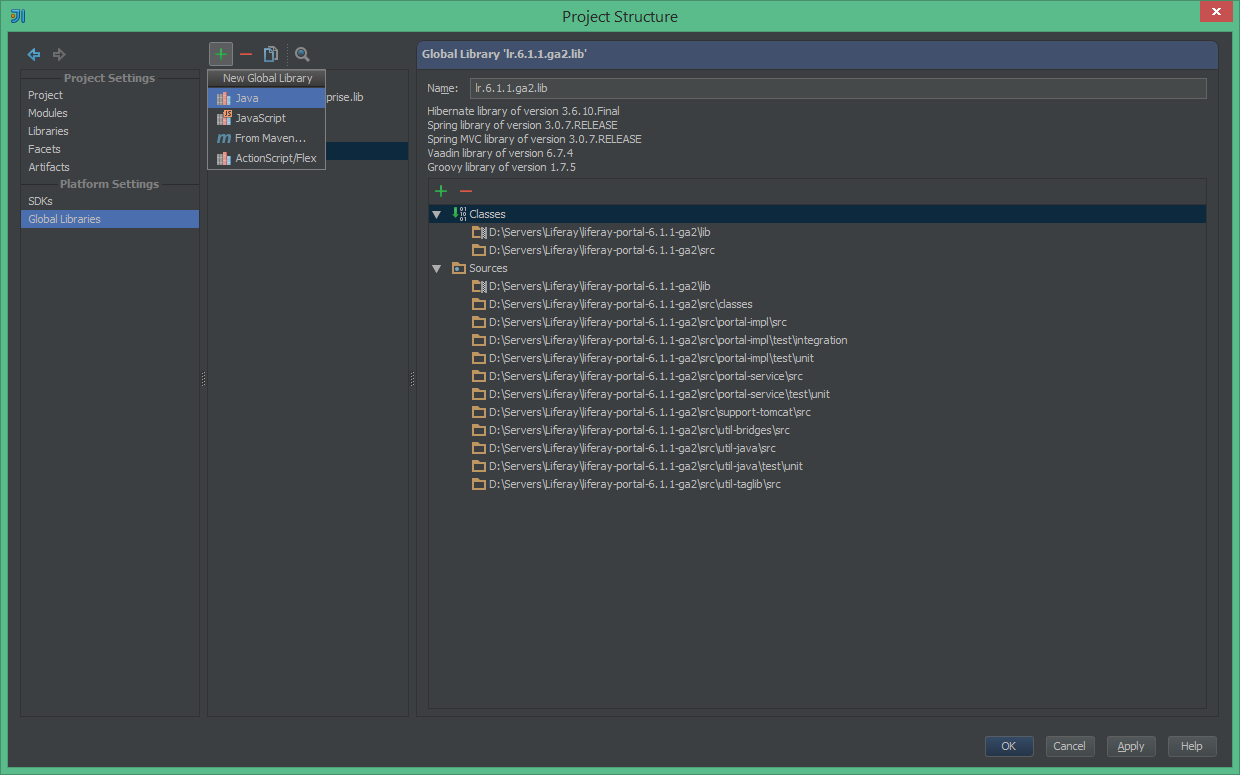 Project Structure
Project Settings
Project
Modules
Libraries
Facets
Artifacts
Platform Settings
SDKs
Global Libraries
New Global Library
Java
JavaScript
From Maven...
ActionScript/Flex
prise.lib
Global Library 'lr.6.1.1.ga2.lib'
Name: lr.6.1.1.ga2.lib
Hibernate library of version 3.6.10.Final
Spring library of version 3.0.7.RELEASE
Spring MVC library of version 3.0.7.RELEASE
Vaadin library of version 6.7.4
Groovy library of version 1.7.5
Classes
D:\Servers\Liferay\liferay-portal-6.1.1-ga2\lib
D:\Servers\Liferay\liferay-portal-6.1.1-ga2\src
Sources
D:\Servers\Liferay\liferay-portal-6.1.1-ga2\lib
D:\Servers\Liferay\liferay-portal-6.1.1-ga2\src\classes
D:\Servers\Liferay\liferay-portal-6.1.1-ga2\src\portal-impl\src
D:\Servers\Liferay\liferay-portal-6.1.1-ga2\src\portal-impl\test\integration
D:\Servers\Liferay\liferay-portal-6.1.1-ga2\src\portal-impl\test\unit
D:\Servers\Liferay\liferay-portal-6.1.1-ga2\src\portal-service\src
D:\Servers\Liferay\liferay-portal-6.1.1-ga2\src\portal-service\test\unit
D:\Servers\Liferay\liferay-portal-6.1.1-ga2\src\support-tomcat\src
D:\Servers\Liferay\liferay-portal-6.1.1-ga2\src\util-bridges\src
D:\Servers\Liferay\liferay-portal-6.1.1-ga2\src\util-java\src
D:\Servers\Liferay\liferay-portal-6.1.1-ga2\src\util-java\test\unit
D:\Servers\Liferay\liferay-portal-6.1.1-ga2\src\util-taglib\src
OK Cancel Apply Help